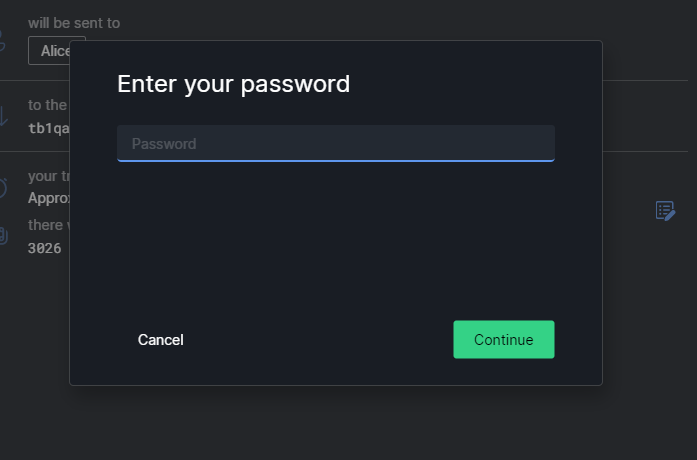 will be sent to
Alice
to the
tb1qa
your tr
Approx
there
3026
Enter your password
Password
Cancel
Continue